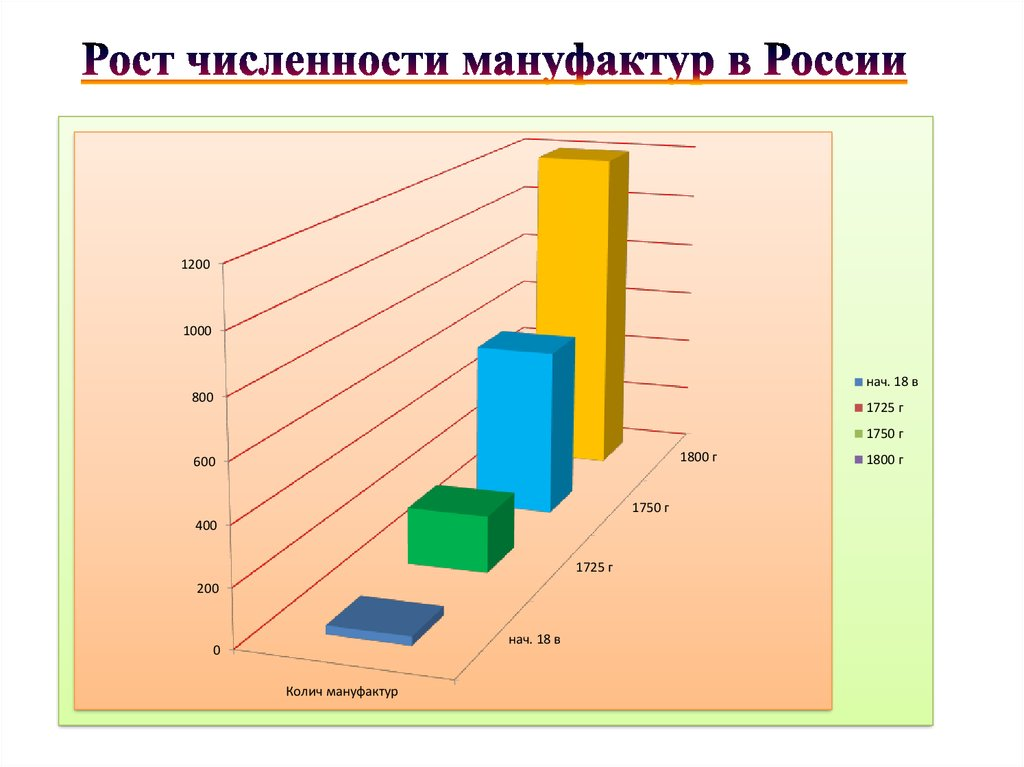 Рост численности мануфактур в России
1200
1000
800
600
400
200
0
Колич мануфактур
нач. 18 в
1725 г
1750 г
1800 г
нач. 18 в
1725 г
1750 г
1800 г